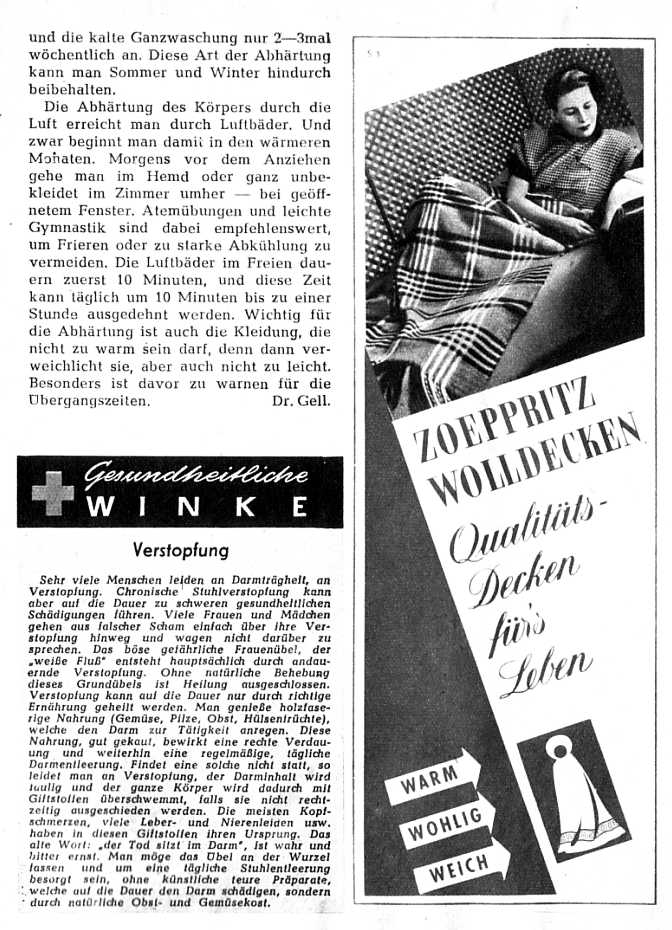 und die kalte Ganzwaschung nur 2—3mal
wöchentlich an. Diese Art der Abhärtung
kann man Sommer und Winter hindurch
beibehalten.
Die Abhärtung des Körpers durch die
Luft erreicht man durch Luftbäder. Und
zwar beginnt man damit in den wärmeren
Monaten. Morgens vor dem Anziehen
gehe man im Hemd oder ganz unbe-
kleidet im Zimmer umher — bei geöff-
netem Fenster. Atemübungen und leichte
Gymnastik sind dabei empfehlenswert,
um Frieren oder zu starke Abkühlung zu
vermeiden. Die Luftbäder im Freien dau-
ern zuerst 10 Minuten, und diese Zeit
kann täglich um 10 Minuten bis zu einer
Stunde ausgedehnt werden. Wichtig für
die Abhärtung ist auch die Kleidung, die
nicht zu warm sein darf, denn dann ver-
weichlicht sie, aber auch nicht zu leicht.
Besonders ist davor zu warnen für die
Übergangszeiten. Dr. Gell.
Gesundheitliche
WINKE
Verstopfung
Sehr viele Menschen leiden an Darmträgheit, an
Verstopfung. Chronische Stuhlverstopfung kann
aber auf die Dauer zu schweren gesundheitlichen
Schädigungen führen. Viele Frauen und Mädchen
gehen aus falscher Scham einfach über ihre Ver-
stopfung hinweg und wagen nicht darüber zu
sprechen. Das böse gefährliche Frauenübel, der
„weiße Fluß" entsteht hauptsächlich durch andau-
ernde Verstopfung. Ohne natürliche Behebung
dieses Grundübels ist Heilung ausgeschlossen.
Verstopfung kann auf die Dauer nur durch richtige
Ernährung geheilt werden. Man genieße holzfase-
rige Nahrung (Gemüse, Pilze, Obst, Hülsenfrüchte),
welche den Darm zur Tätigkeit anregen. Diese
Nahrung, gut gekaut, bewirkt eine rechte Verdau-
ung und weiterhin eine regelmäßige, tägliche
Darmentleerung. Findet eine solche nicht statt, so
leidet man an Verstopfung, der Darminhalt wird
faulig und der ganze Körper wird dadurch mit
Giftstoffen überschwemmt, falls sie nicht recht-
zeitig ausgeschieden werden. Die meisten Kopf-
schmerzen, viele Leber- und Nierenleiden usw.
haben in diesen Giftstoffen ihren Ursprung. Das
alte Wort: „der Tod sitzt im Darm", ist wahr und
bitter ernst. Man möge das Übel an der Wurzel
fassen und um eine tägliche Stuhlentleerung
besorgt sein, ohne künstliche teure Präparate,
welche auf die Dauer den Darm schädigen, sondern
durch natürliche Obst- und Gemüsekost.
ZOEPPRITZ
WOLLDECKEN
Qualitäts-
Decken
für's
Leben
WARM
WOHLIG
WEICH